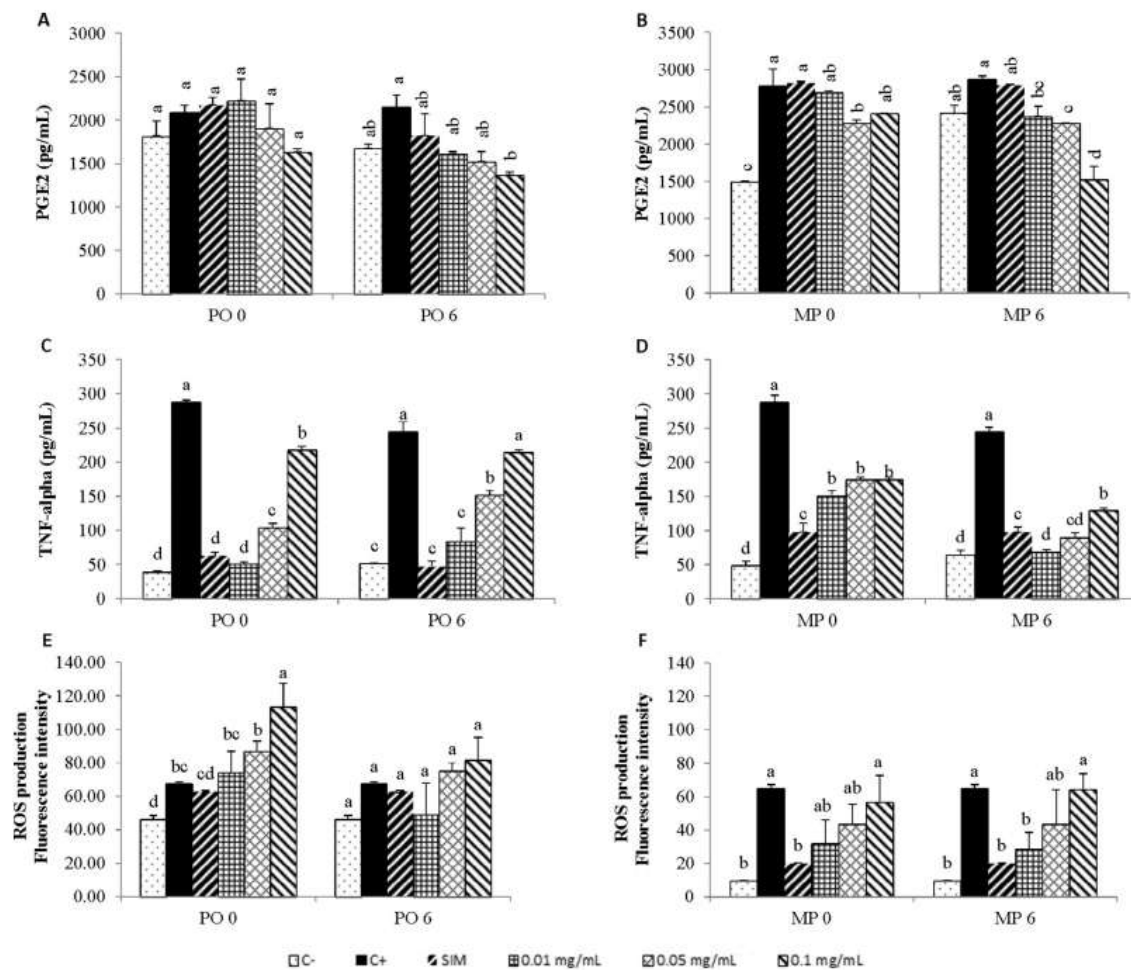 A
PGE2 (pg/mL)
3000
2500
2000
1500
1000
500
0
a a a a a a
ab a ab ab ab b
PO 0 PO 6
B
PGE2 (pg/mL)
3500
3000
2500
2000
1500
1000
500
0
c a a ab b ab
ab a ab bc c d
MP 0 MP 6
C
TNF-alpha (pg/mL)
350
300
250
200
150
100
50
0
d a d d c b
c a c c b a
PO 0 PO 6
D
TNF-alpha (pg/mL)
350
300
250
200
150
100
50
0
d a c b b b
d a c d cd b
MP 0 MP 6
E
ROS production
Fluorescence intensity
140.00
120.00
100.00
80.00
60.00
40.00
20.00
0.00
d bc cd bc b a
a a a a a a
PO 0 PO 6
F
ROS production
Fluorescence intensity
140
120
100
80
60
40
20
0
b a b ab ab a
b a b b ab a
MP 0 MP 6
C- C+ SIM 0.01 mg/mL 0.05 mg/mL 0.1 mg/mL